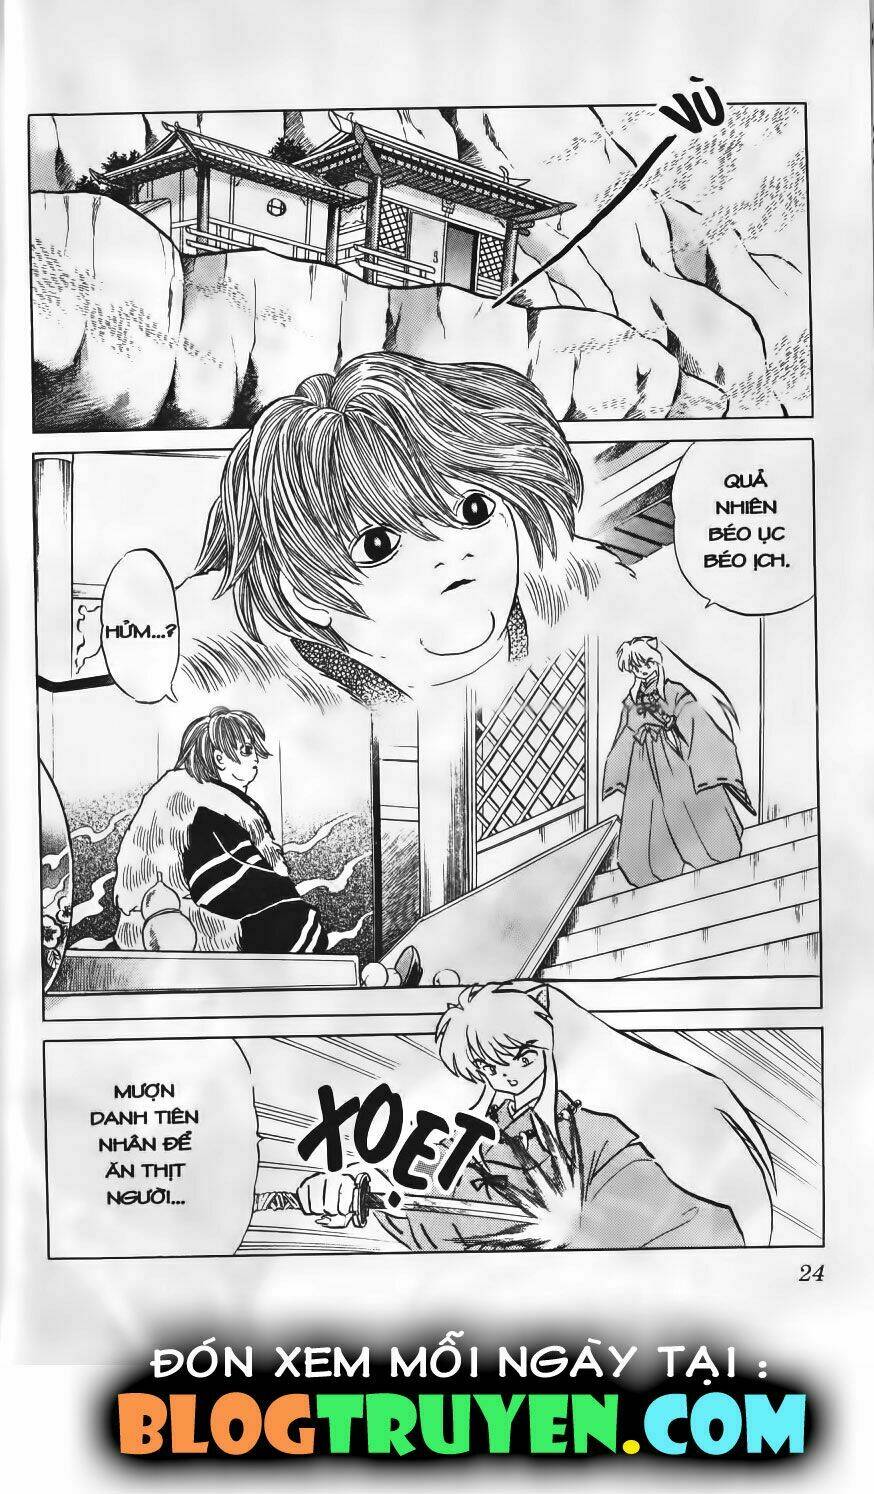 VÙ
QUẢ
NHIÊN
BÉO ỤC
BÉO ỊCH.
HỬM...?
MƯỢN
DANH TIÊN
NHÂN ĐỂ
ĂN THỊT
NGƯỜI...
XOẸT
24
ĐÓN XEM MỖI NGÀY TẠI :
BLOGTRUYEN.COM